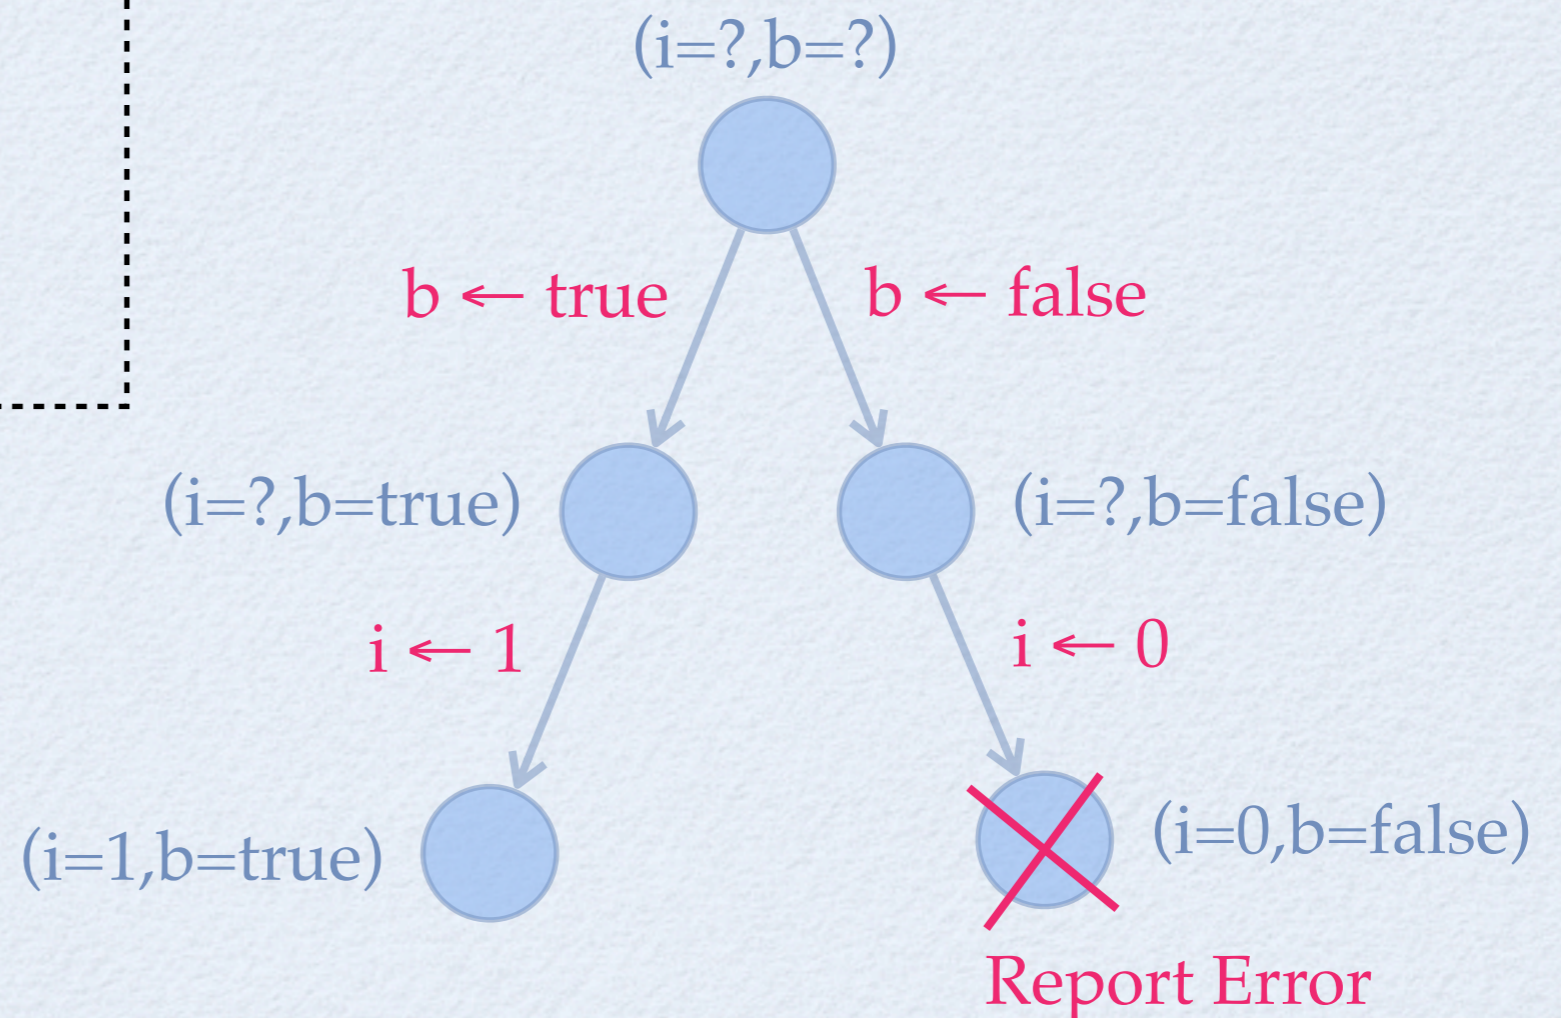 (i=?,b=?)
b ← true
b ← false
(i=?,b=true)
(i=?,b=false)
i ← 1
i ← 0
(i=1,b=true)
(i=0,b=false)
Report Error